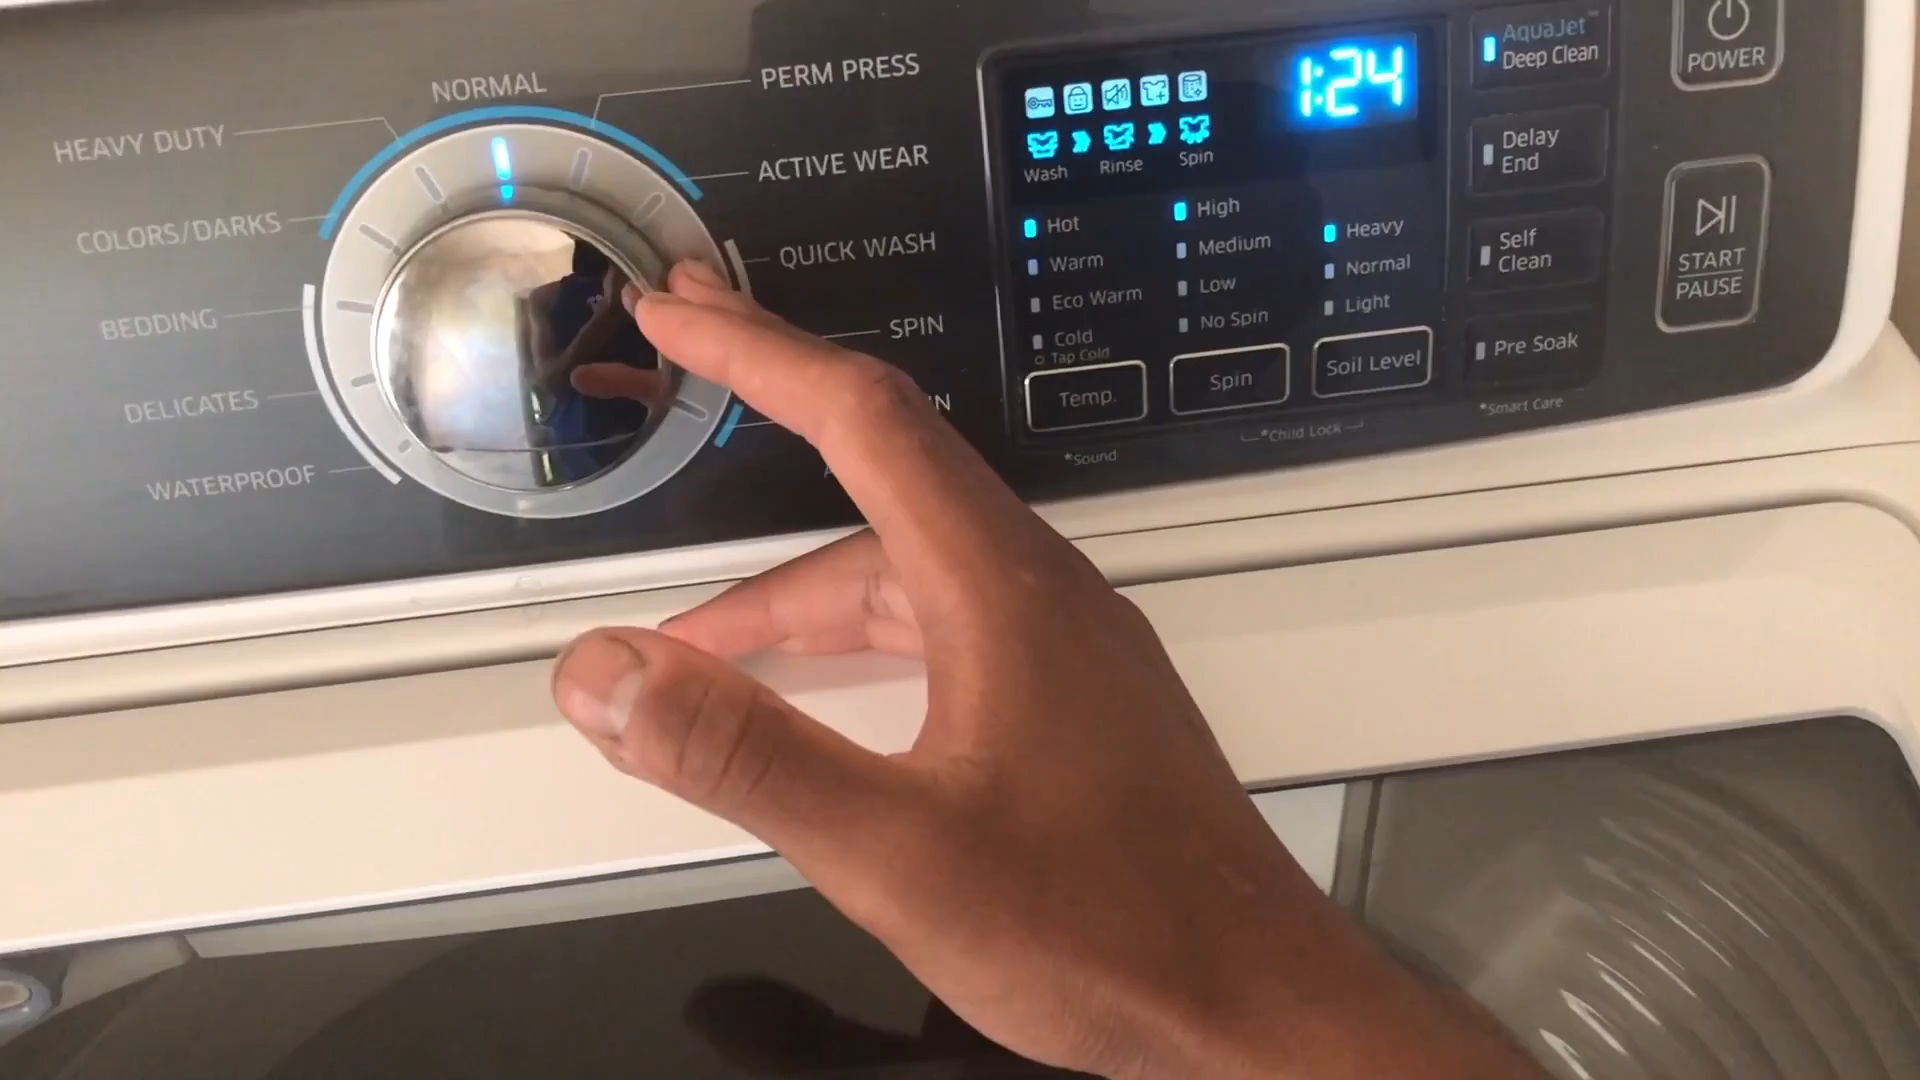 NORMAL
HEAVY DUTY
COLORS/DARKS
BEDDING
DELICATES
WATERPROOF
PERM PRESS
ACTIVE WEAR
QUICK WASH
SPIN
1:24
Wash
Rinse
Spin
Hot
Warm
Eco Warm
Cold
Tap Cold
Temp.
*Sound
High
Medium
Low
No Spin
Spin
*Child Lock
Heavy
Normal
Light
Soil Level
AquaJet™
Deep Clean
Delay
End
Self
Clean
Pre Soak
*Smart Care
POWER
START
PAUSE